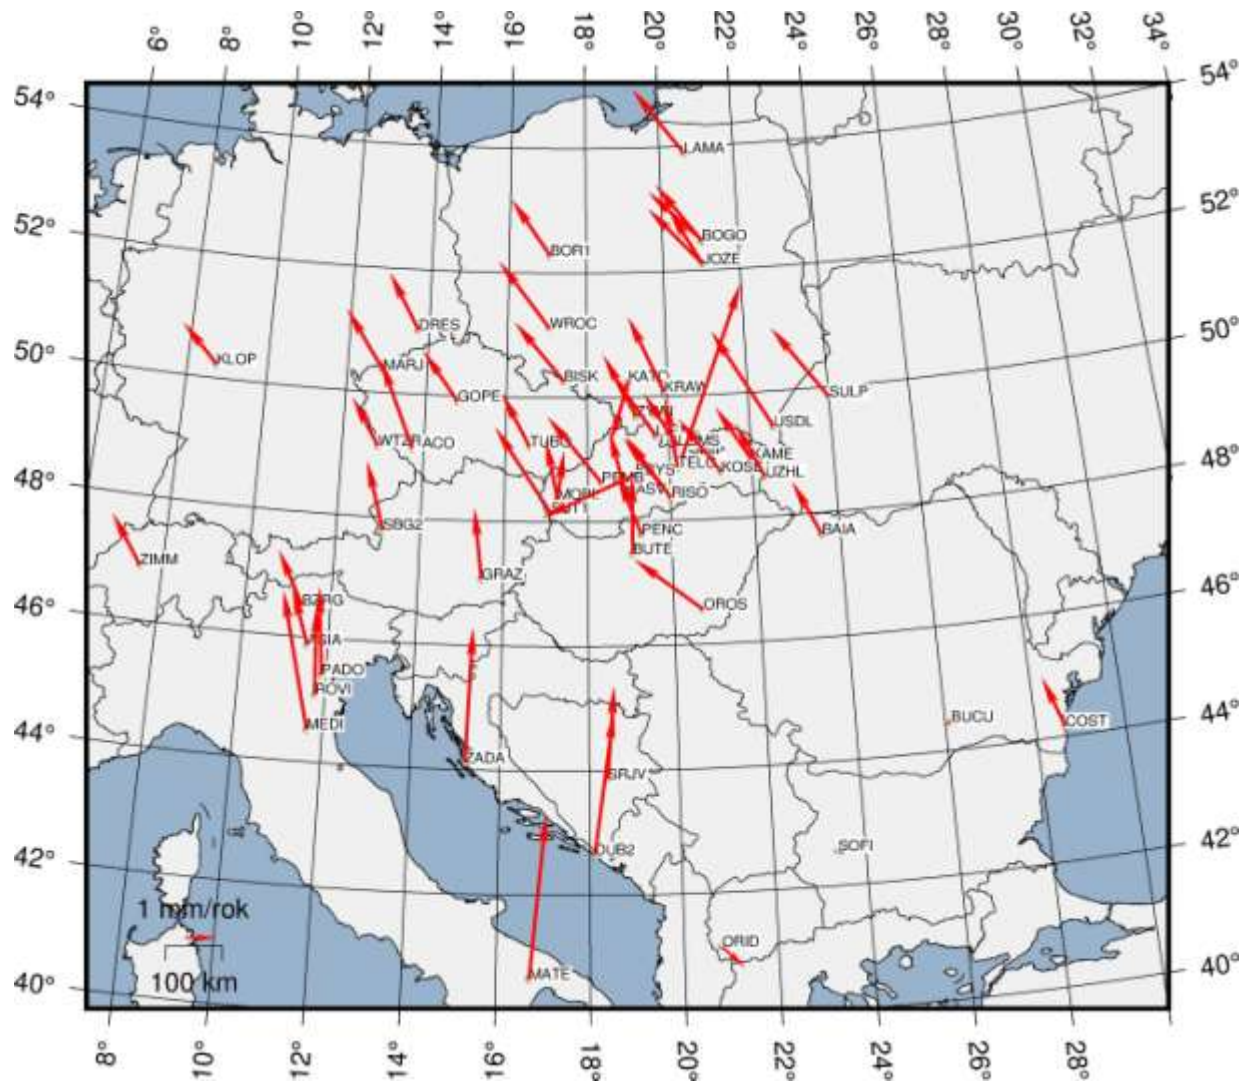 6° 8° 10° 12° 14° 16° 18° 20° 22° 24° 26° 28° 30° 32° 34°
54° 54°
LAMA
52° 52°
BOGO
BOR1
JOZE
WROC
DRES
50° 50°
KLOP
MARJ
BISK
KATO
KRAW
GOPE
SULP
USDL
WTZR
TUBO
KAME
TELG
KOSE
UZHL
48° 48°
MOP
RISO
SBG2
PENC
BAIA
BUTE
ZIMM
GRAZ
46° 46°
OROS
BZRG
ASIA
PADO
ROVI
MEDI
44° 44°
BUCU
COST
ZADA
SRJV
42° 42°
DUB2
SOFI
1 mm/rok
ORID
100 km
MATE
40° 40°
8° 10° 12° 14° 16° 18° 20° 22° 24° 26° 28°